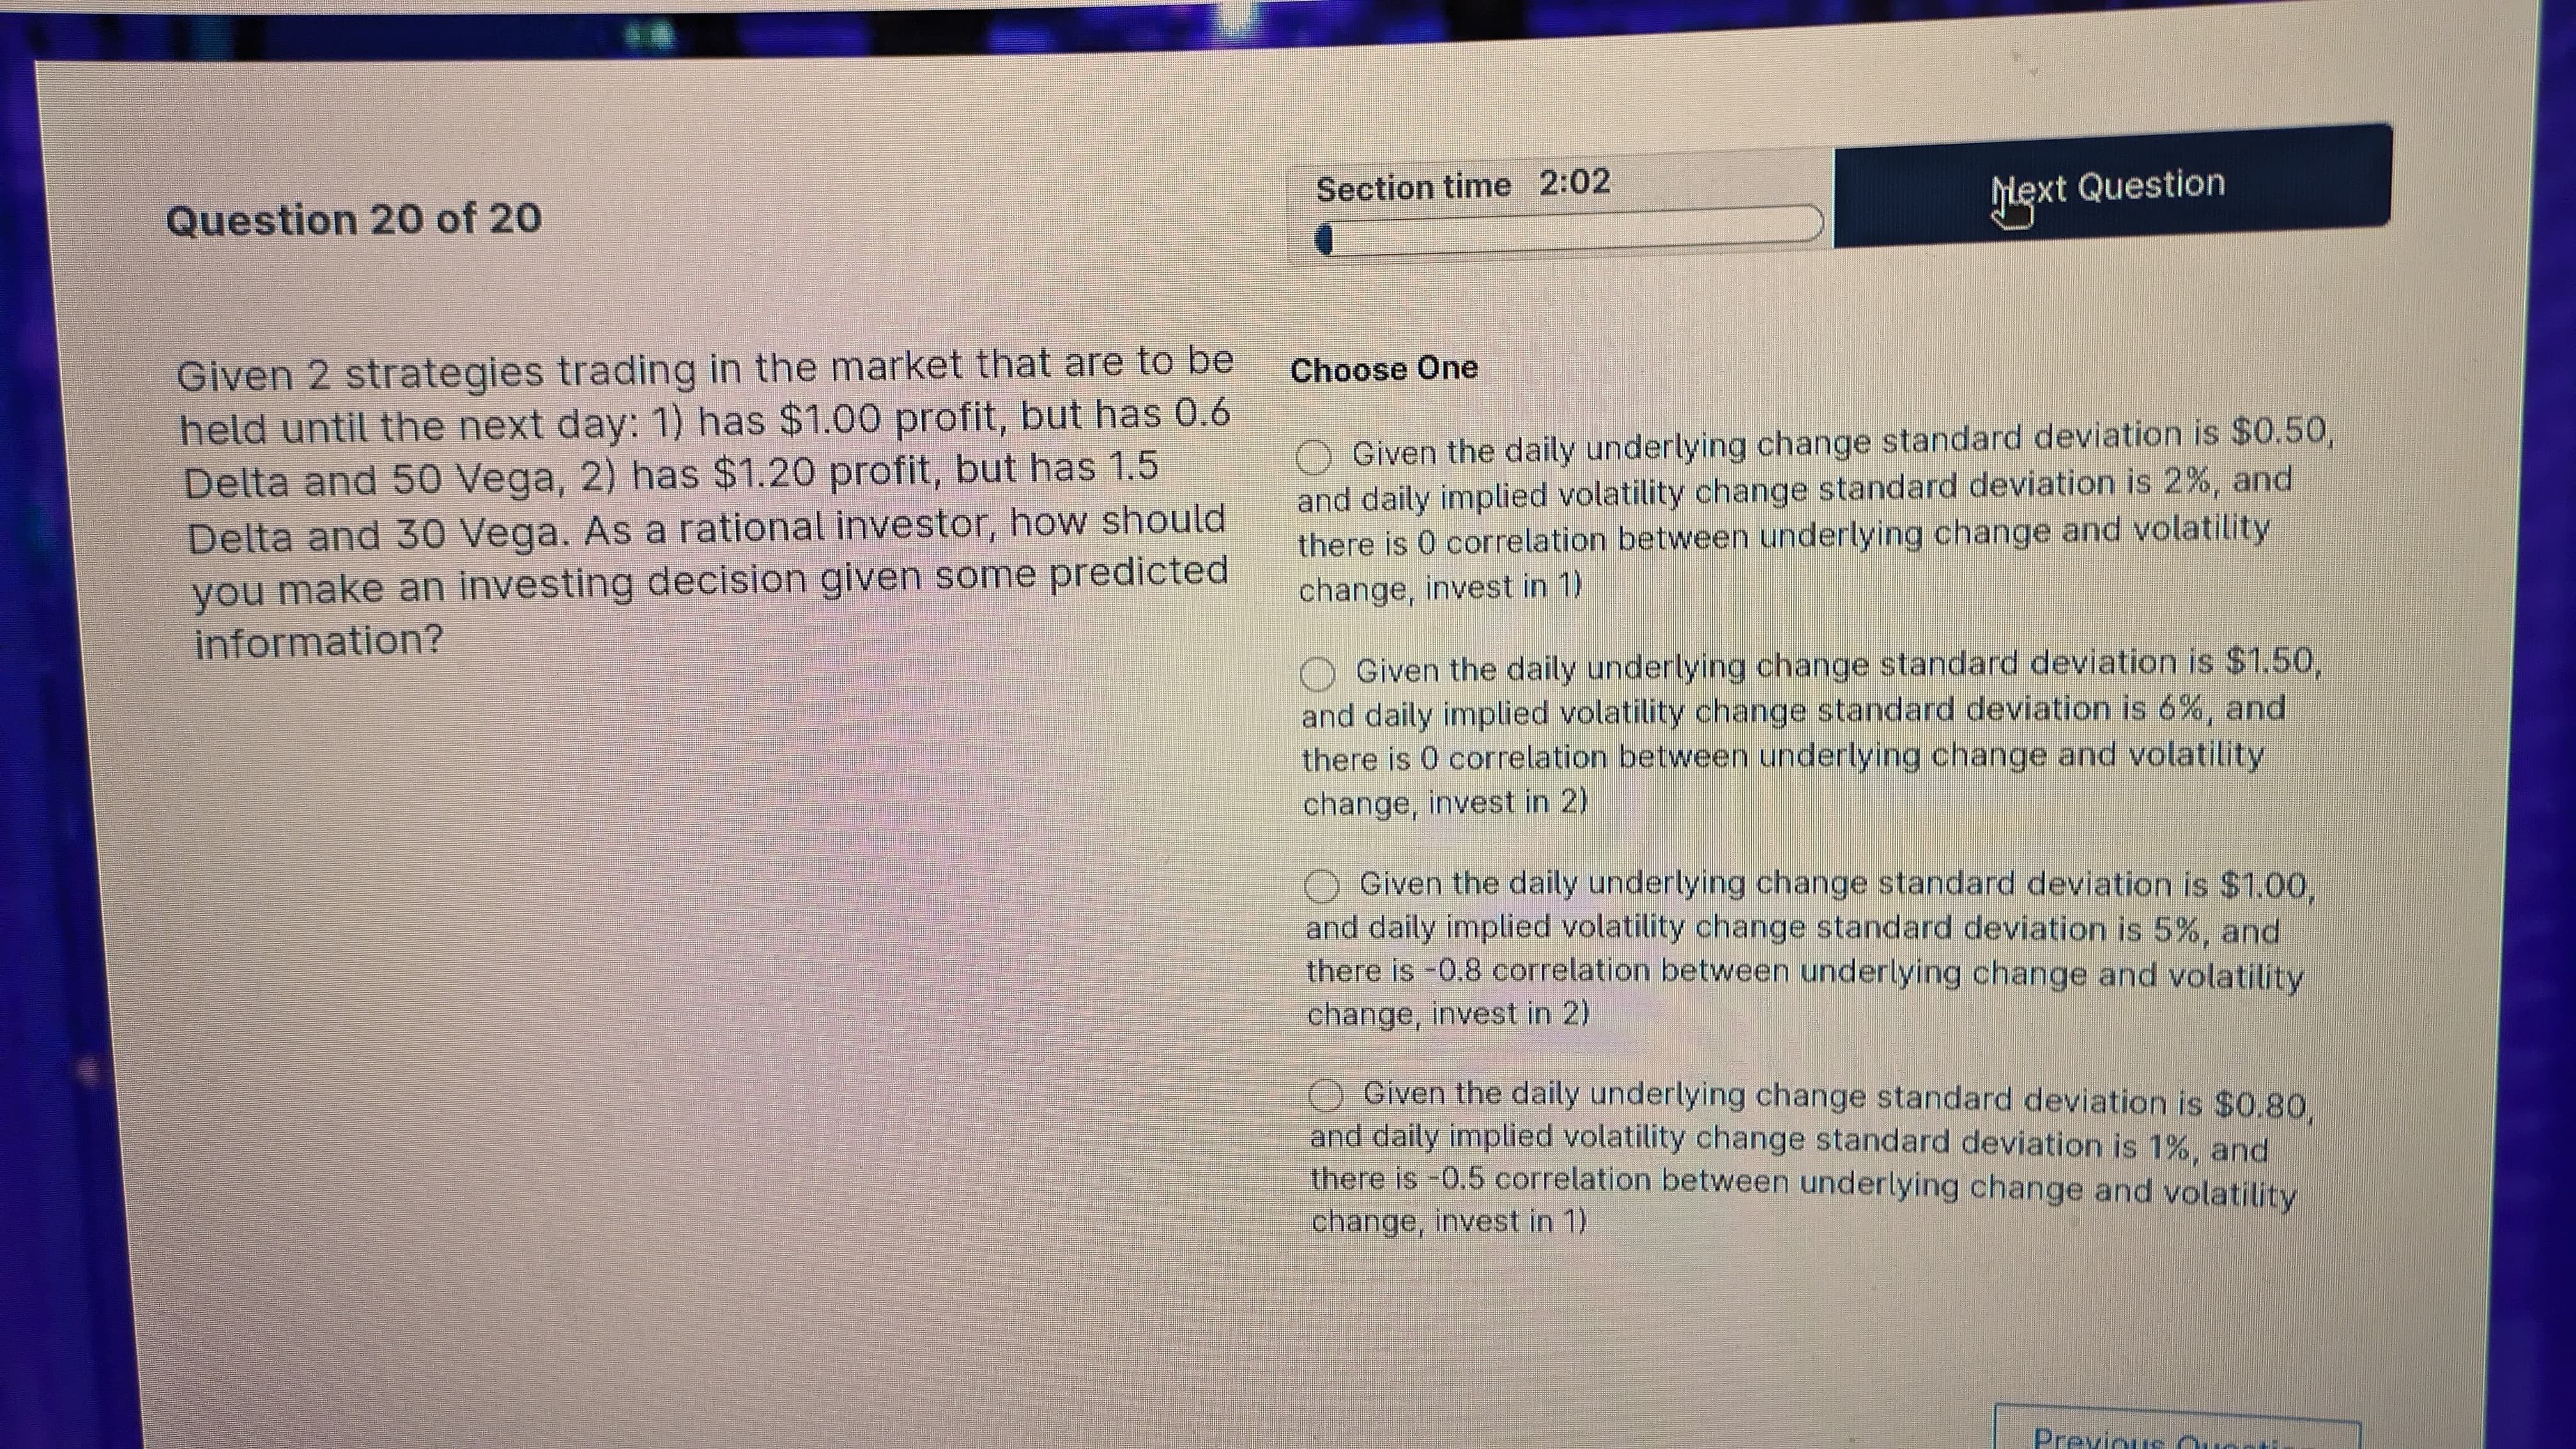 Question 20 of 20
Section time 2:02
Next Question
Given 2 strategies trading in the market that are to be
held until the next day: 1) has $1.00 profit, but has 0.6
Delta and 50 Vega, 2) has $1.20 profit, but has 1.5
Delta and 30 Vega. As a rational investor, how should
you make an investing decision given some predicted
information?
Choose One
Given the daily underlying change standard deviation is $0.50,
and daily implied volatility change standard deviation is 2%, and
there is 0 correlation between underlying change and volatility
change, invest in 1)
Given the daily underlying change standard deviation is $1.50,
and daily implied volatility change standard deviation is 6%, and
there is 0 correlation between underlying change and volatility
change, invest in 2)
Given the daily underlying change standard deviation is $1.00,
and daily implied volatility change standard deviation is 5%, and
there is -0.8 correlation between underlying change and volatility
change, invest in 2)
Given the daily underlying change standard deviation is $0.80,
and daily implied volatility change standard deviation is 1%, and
there is -0.5 correlation between underlying change and volatility
change, invest in 1)
Previous